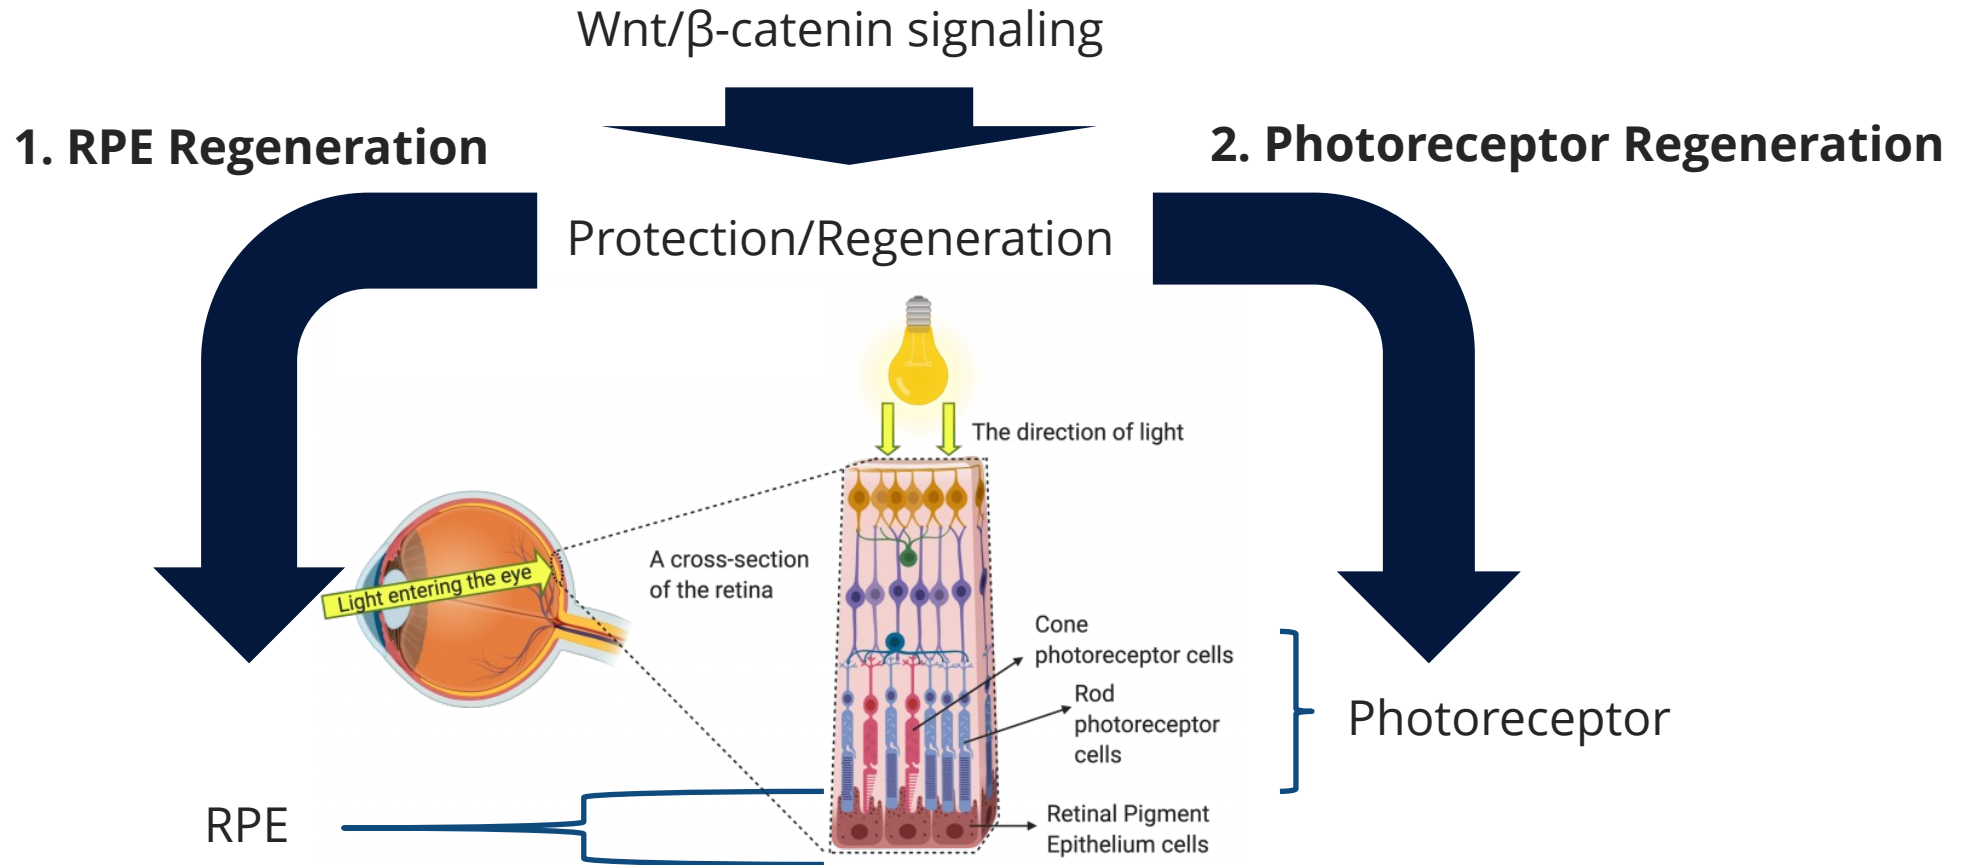 Wnt/β-catenin signaling
1. RPE Regeneration
2. Photoreceptor Regeneration
Protection/Regeneration
The direction of light
A cross-section
of the retina
Light entering the eye
Cone
photoreceptor cells
Rod
photoreceptor
cells
Photoreceptor
RPE
Retinal Pigment
Epithelium cells